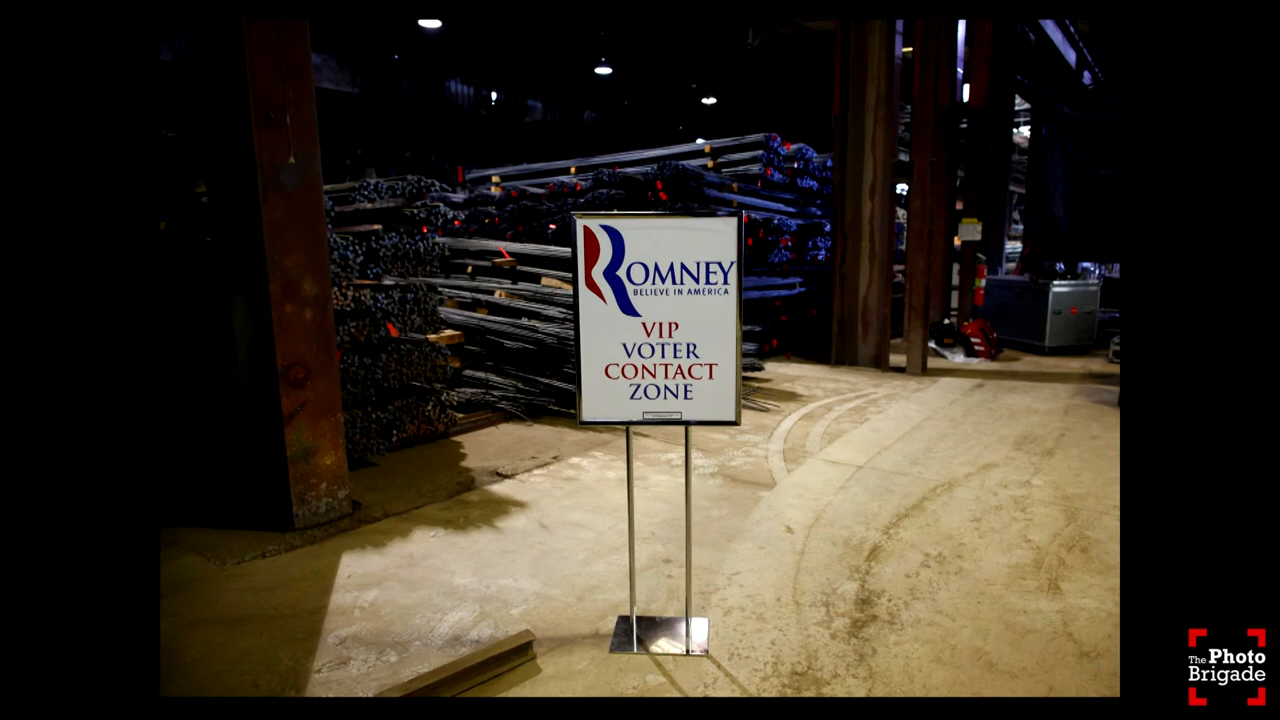 ROMNEY
BELIEVE IN AMERICA
VIP
VOTER
CONTACT
ZONE
The Photo
Brigade